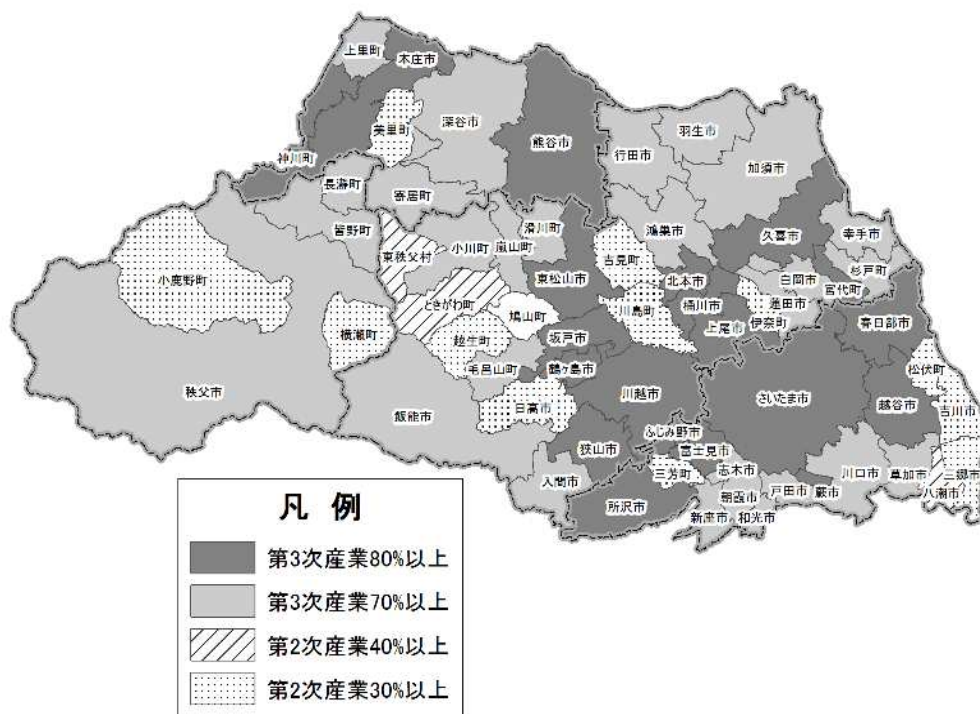 上里町
本庄市
神川町
美里町
深谷市
熊谷市
行田市
羽生市
加須市
長瀞町
寄居町
皆野町
東秩父村
小川町
嵐山町
滑川町
東松山市
吉見町
鴻巣市
北本市
久喜市
幸手市
杉戸町
宮代町
白岡市
蓮田市
伊奈町
桶川市
上尾市
川島町
春日部市
小鹿野町
横瀬町
秩父市
ときがわ町
鳩山町
越生町
毛呂山町
坂戸市
鶴ヶ島市
日高市
飯能市
川越市
さいたま市
越谷市
松伏町
吉川市
狭山市
ふじみ野市
富士見市
三芳町
志木市
入間市
所沢市
新座市
朝霞市
和光市
戸田市
蕨市
川口市
草加市
三郷市
八潮市
凡 例
第3次産業80%以上
第3次産業70%以上
第2次産業40%以上
第2次産業30%以上